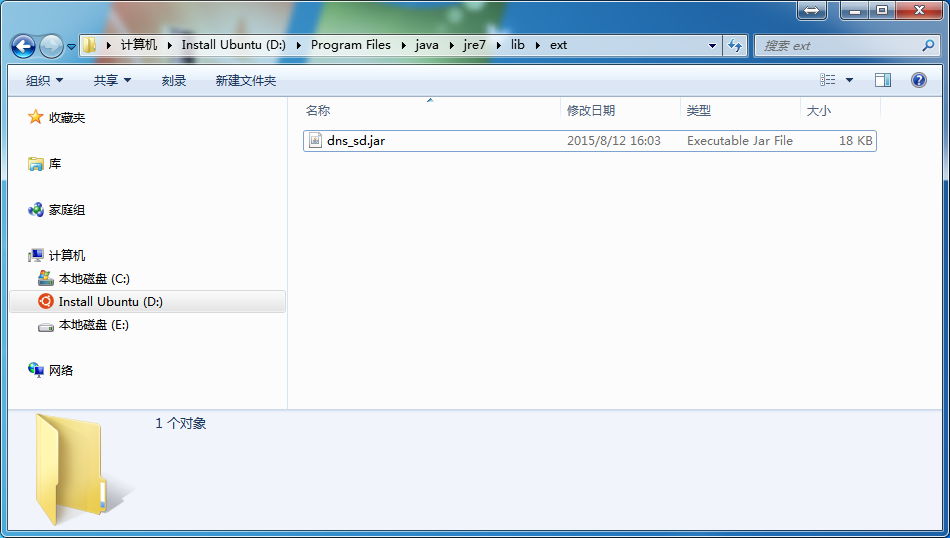 计算机 Install Ubuntu (D:) Program Files java jre7 lib ext 搜索 ext
组织 共享 刻录 新建文件夹
收藏夹
库
家庭组
计算机
本地磁盘 (C:)
Install Ubuntu (D:)
本地磁盘 (E:)
网络
名称 修改日期 类型 大小
dns_sd.jar 2015/8/12 16:03 Executable Jar File 18 KB
1 个对象